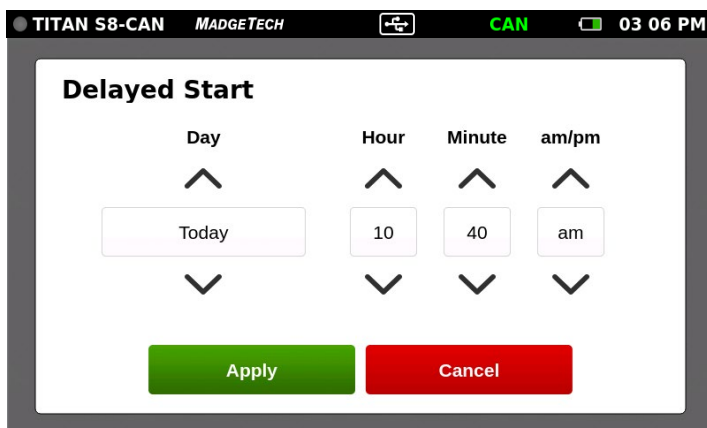 TITAN S8-CAN MADGETECH CAN 03 06 PM
Delayed Start
Day Hour Minute am/pm
Today 10 40 am
Apply Cancel